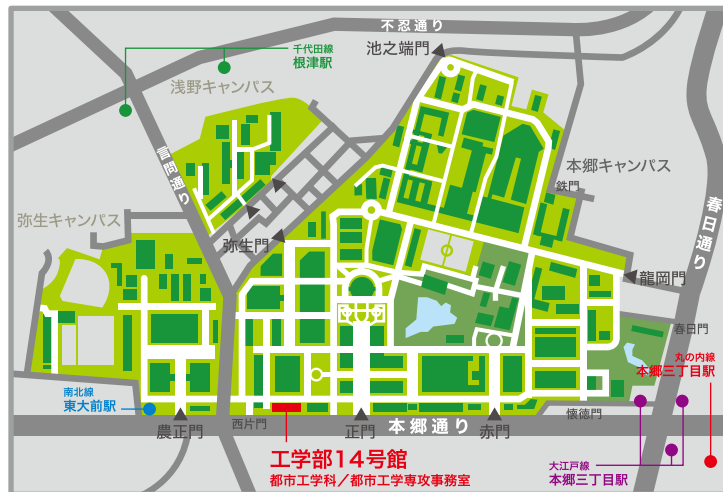 不忍通り
池之端門
千代田線
根津駅
浅野キャンパス
言問通り
本郷キャンパス
鉄門
春日通り
弥生キャンパス
弥生門
龍岡門
春日門
丸の内線
本郷三丁目駅
南北線
東大前駅
農正門
西片門
正門
本郷通り
赤門
懐徳門
工学部14号館
都市工学科／都市工学専攻事務室
大江戸線
本郷三丁目駅